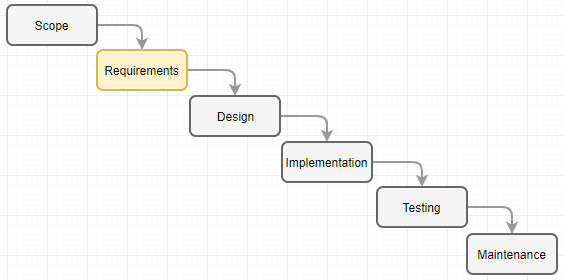 Scope
Requirements
Design
Implementation
Testing
Maintenance